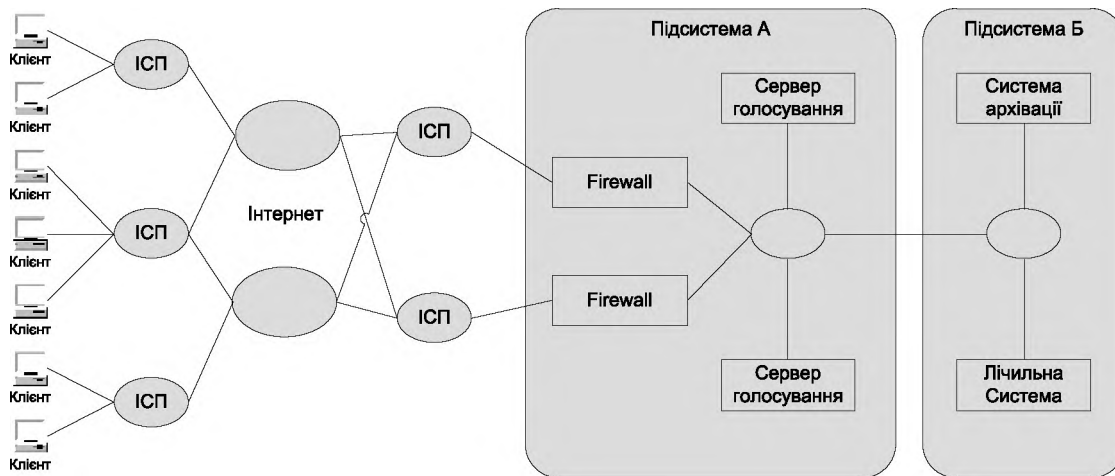 Клієнт
Клієнт
Клієнт
Клієнт
Клієнт
Клієнт
Клієнт
ІСП
ІСП
ІСП
Інтернет
ІСП
ІСП
Підсистема А
Firewall
Firewall
Сервер
голосування
Сервер
голосування
Підсистема Б
Система
архівації
Лічильна
Система